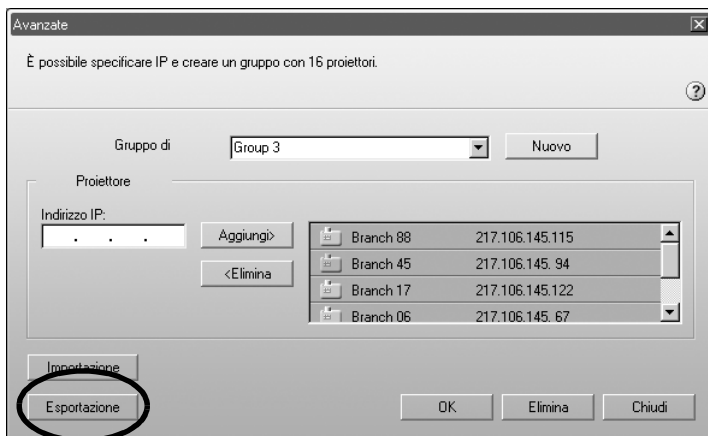 Avanzate
È possibile specificare IP e creare un gruppo con 16 proiettori.
Gruppo di
Group 3
Nuovo
Proiettore
Indirizzo IP:
. . .
Aggiungi>
<Elimina
Branch 88 217.106.145.115
Branch 45 217.106.145. 94
Branch 17 217.106.145.122
Branch 06 217.106.145. 67
Importazione
Esportazione
OK
Elimina
Chiudi